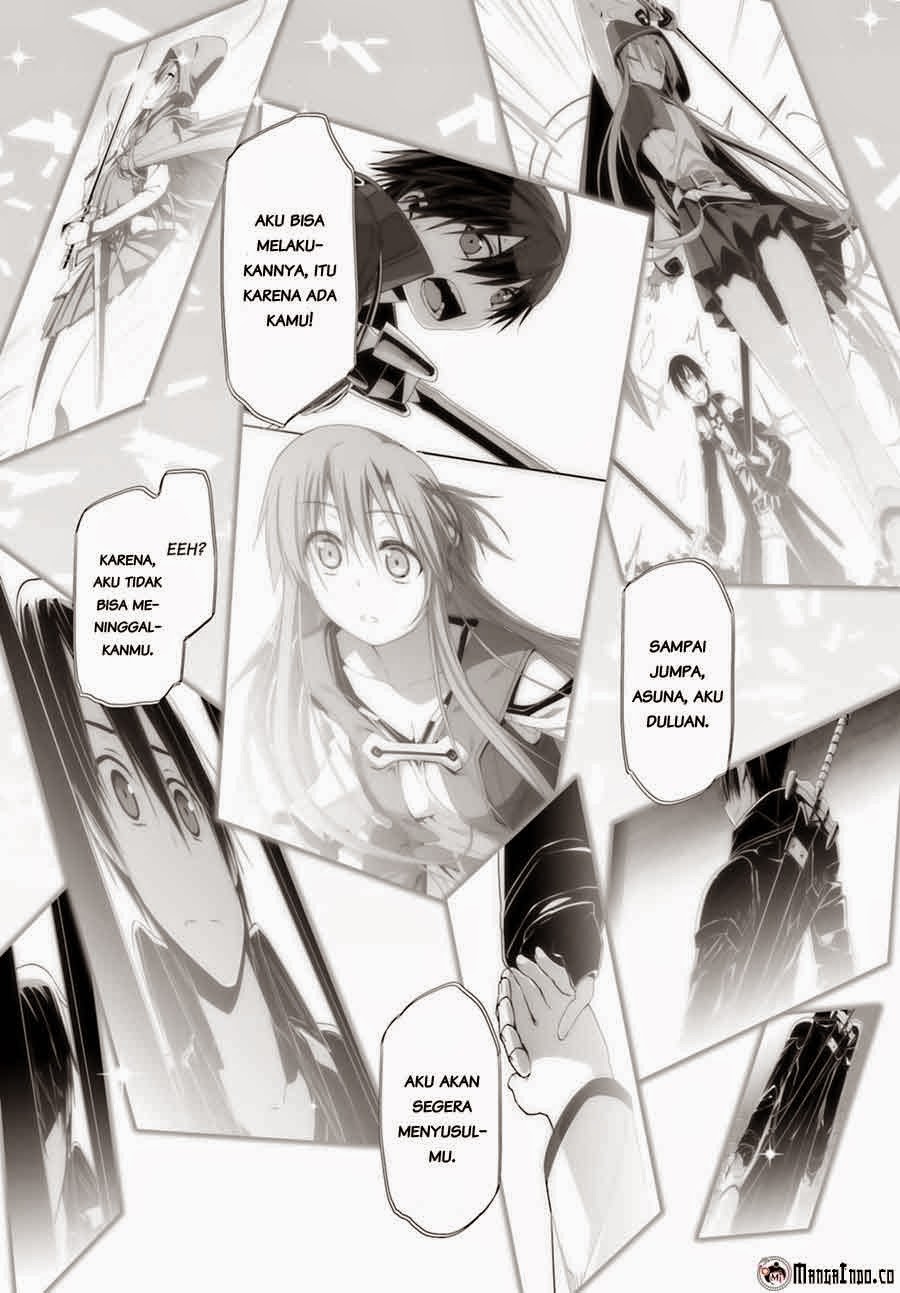 AKU BISA
MELAKU-
KANNYA, ITU
KARENA ADA
KAMU!
EEH?
KARENA,
AKU TIDAK
BISA ME-
NINGGAL-
KANMU.
SAMPAI
JUMPA,
ASUNA, AKU
DULUAN.
AKU AKAN
SEGERA
MENYUSUL-
MU.
MANGAINDO.CO